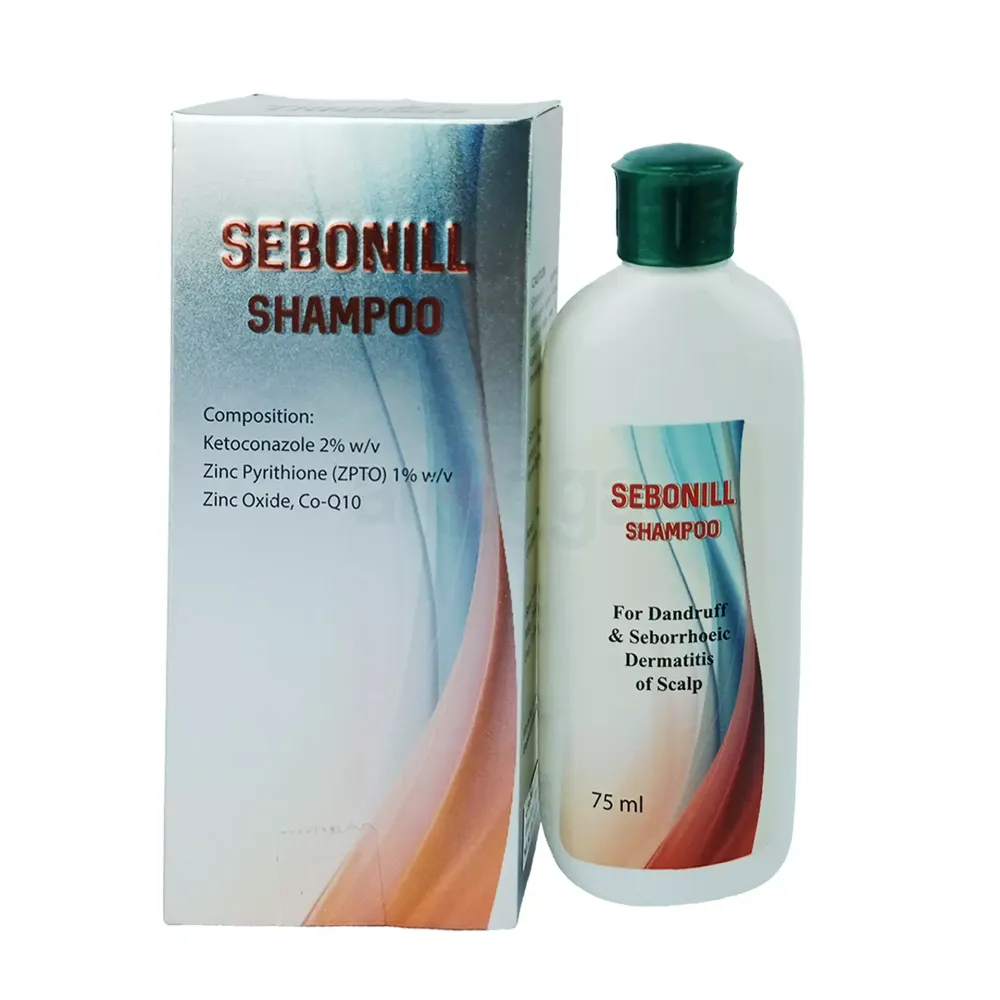 SEBONILL
SHAMPOO
Composition:
Ketoconazole 2% w/v
Zinc Pyrithione (ZPTO) 1% w/v
Zinc Oxide, Co-Q10
SEBONILL
SHAMPOO
For Dandruff
& Seborrhoeic
Dermatitis
of Scalp
75 ml